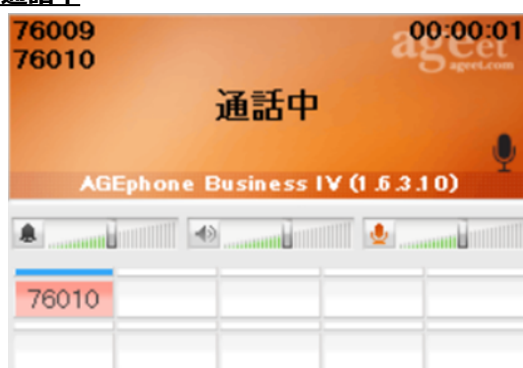 通話中
76009
00:00:01
76010
ageet
ageet.com
通話中
AGEphone Business IV (1.6.3.10)
76010